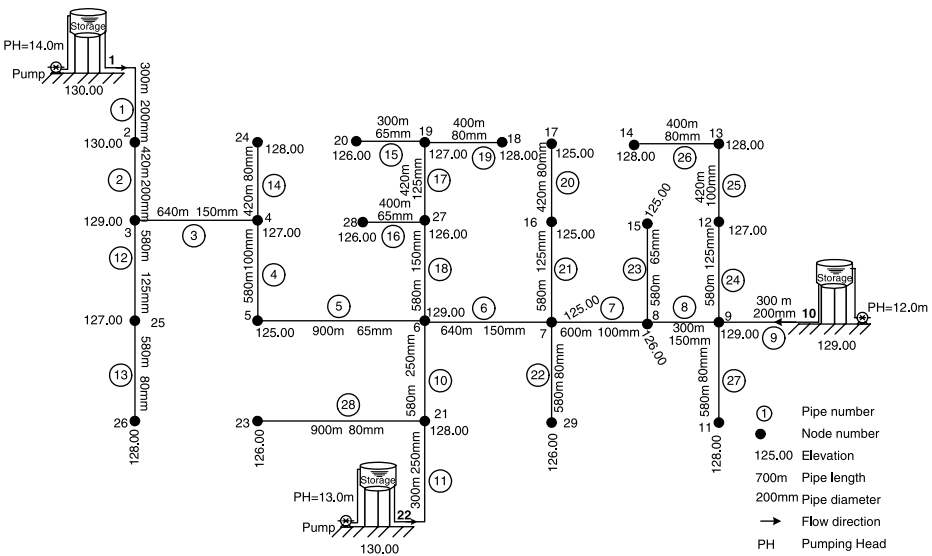 Storage
PH=14.0m
Pump
1
130.00
300m 200mm
1
2
130.00
420m 200mm
2
129.00
3
640m 150mm
3
24
128.00
420m 80mm
14
4
127.00
580m 100mm
4
12
580m 125mm
127.00
25
13
580m 80mm
26
128.00
5
125.00
5
900m 65mm
20
126.00
300m
65mm
15
19
127.00
400m
80mm
19
18
128.00
420m
125mm
17
28
126.00
400m
65mm
16
27
126.00
580m 150mm
18
129.00
6
6
640m 150mm
580m 250mm
10
23
126.00
28
900m 80mm
21
128.00
300m 250mm
11
Storage
PH=13.0m
Pump
22
130.00
17
125.00
420m 80mm
20
16
125.00
580m 125mm
21
125.00
7
7
600m 100mm
22
580m 80mm
29
126.00
14
128.00
400m
80mm
26
13
128.00
420m
100mm
25
12
127.00
125.00
15
23
580m 65mm
580m 125mm
24
8
126.00
8
300m
150mm
9
129.00
300 m
200mm
10
9
Storage
PH=12.0m
129.00
580m 80mm
27
11
128.00
1 Pipe number
Node number
125.00 Elevation
700m Pipe length
200mm Pipe diameter
Flow direction
PH Pumping Head